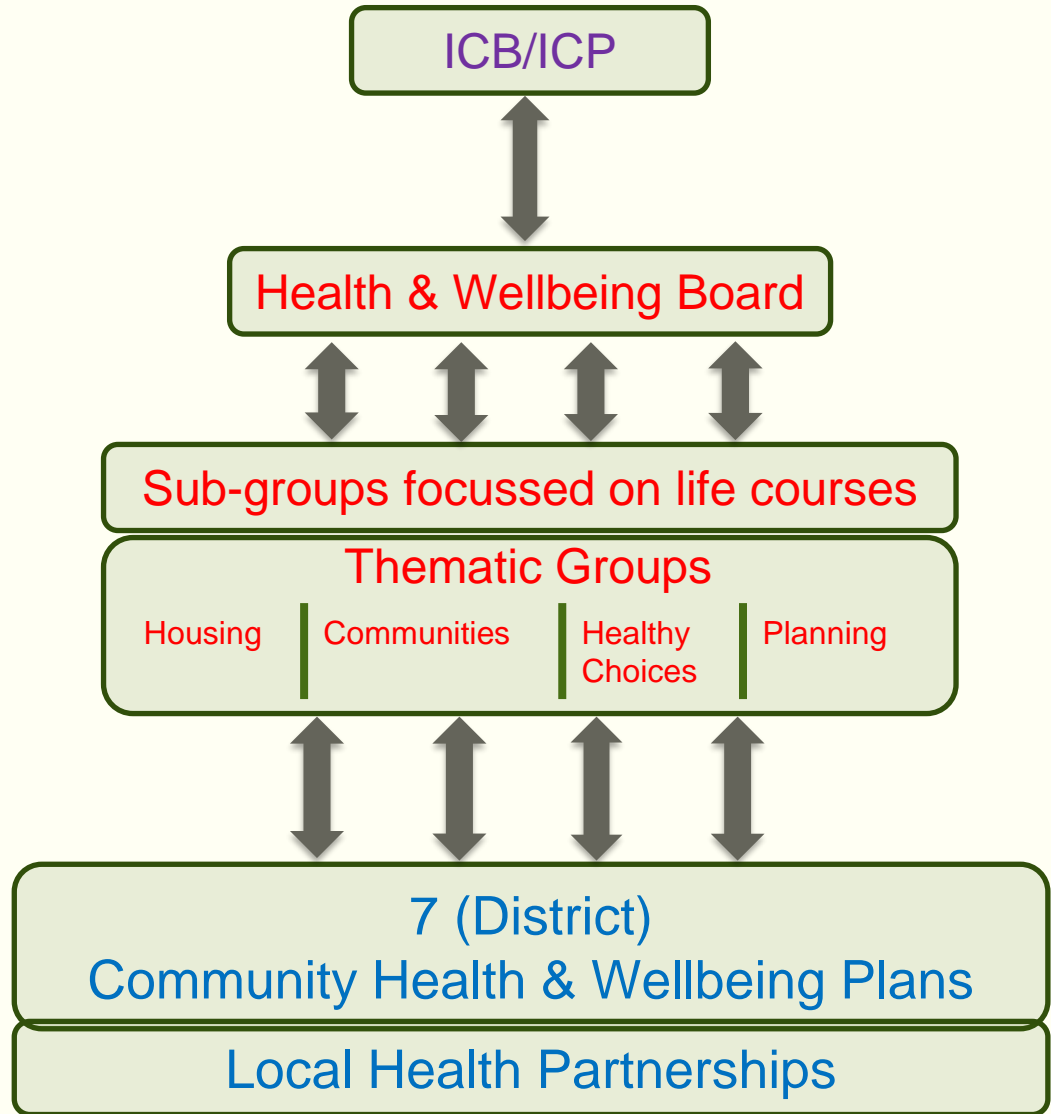 ICB/ICP
Health & Wellbeing Board
Sub-groups focussed on life courses
Thematic Groups
Housing
Communities
Healthy
Choices
Planning
7 (District)
Community Health & Wellbeing Plans
Local Health Partnerships